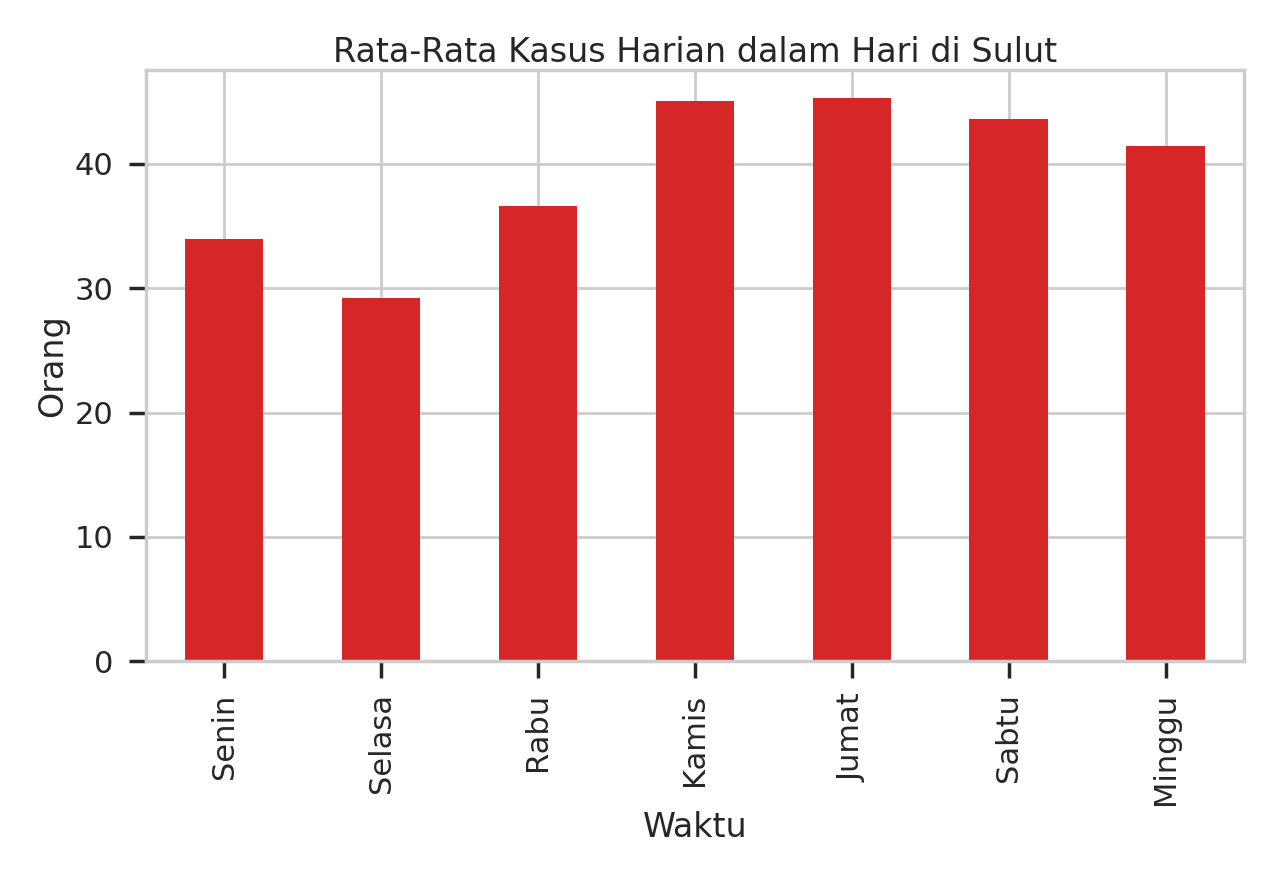 Rata-Rata Kasus Harian dalam Hari di Sulut
Orang
40
30
20
10
0
Senin
Selasa
Rabu
Kamis
Jumat
Sabtu
Minggu
Waktu